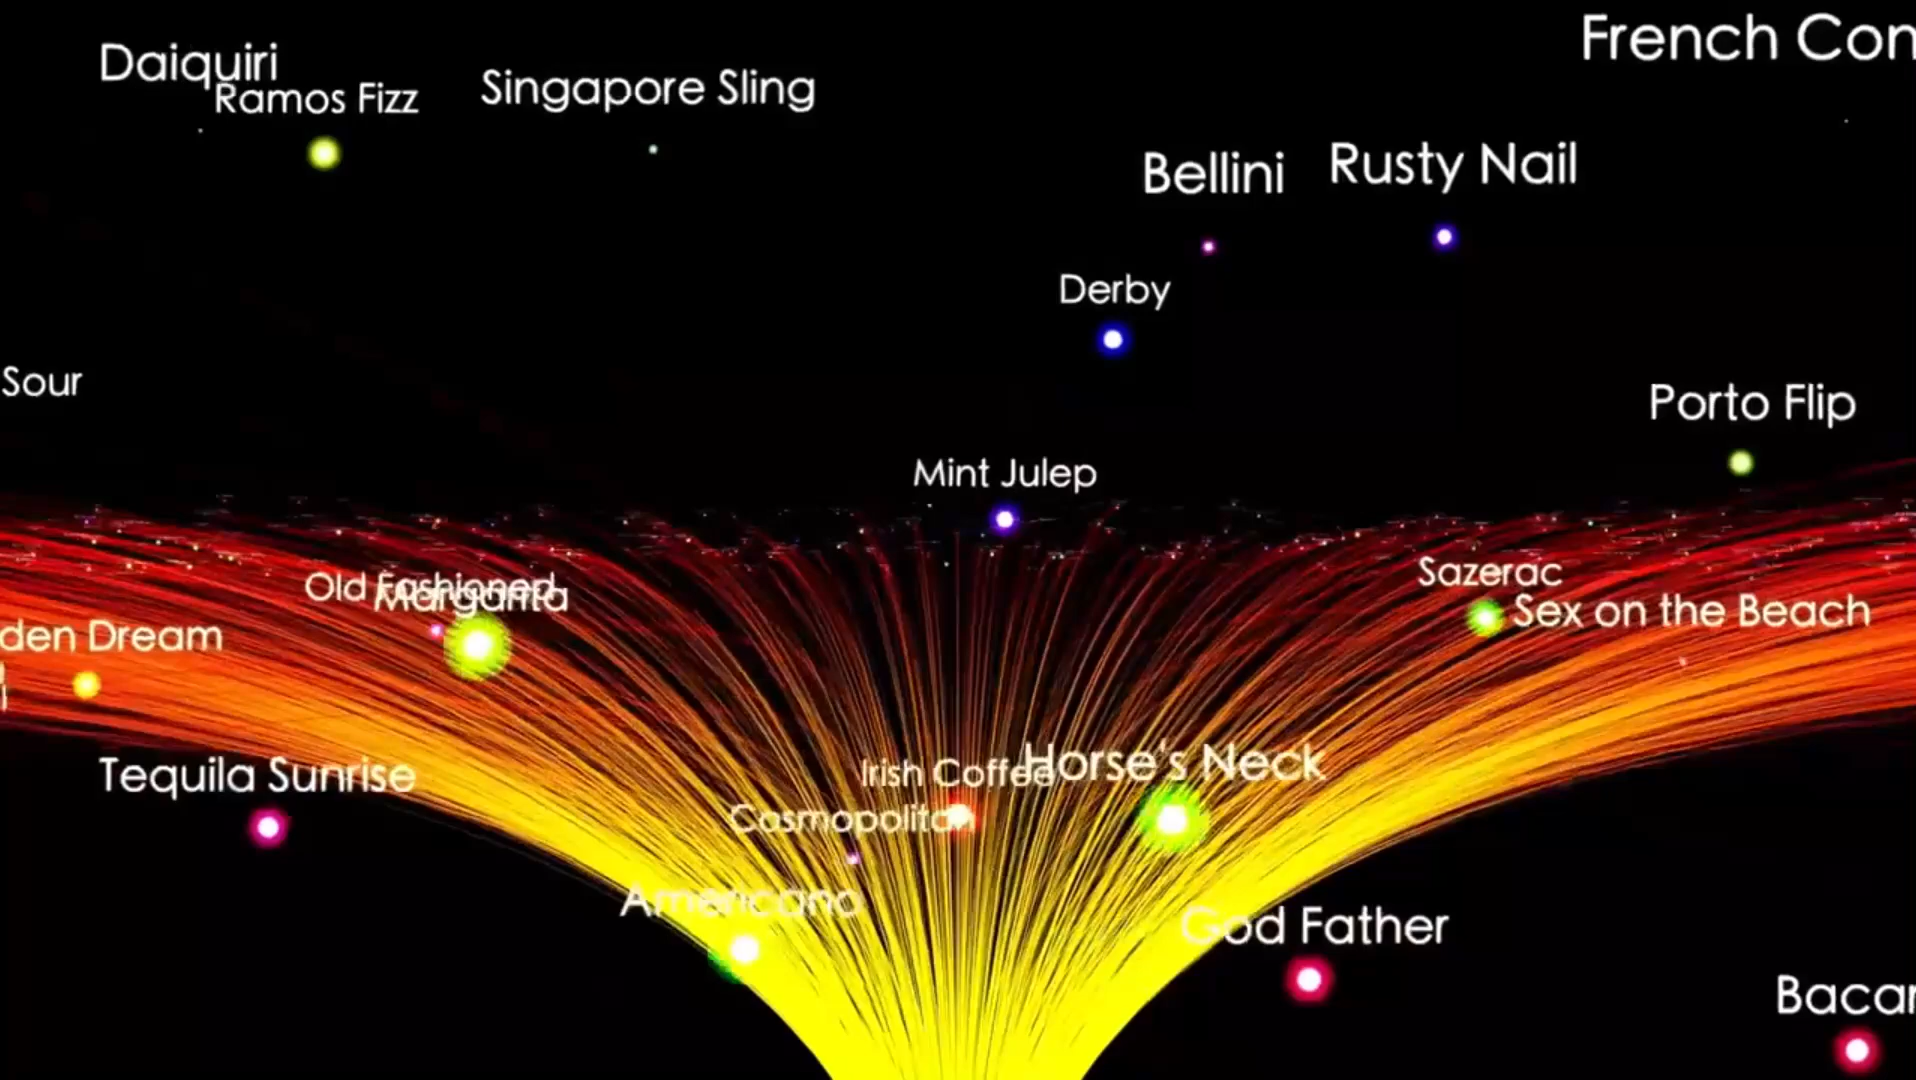 French Con
Daiquiri
Ramos Fizz
Singapore Sling
Bellini
Rusty Nail
Derby
Sour
Porto Flip
Mint Julep
Sazerac
Old Fashioned
Margarita
Sex on the Beach
den Dream
Tequila Sunrise
Irish Coffee
Horse's Neck
Cosmopolitan
Americano
God Father
Bacar